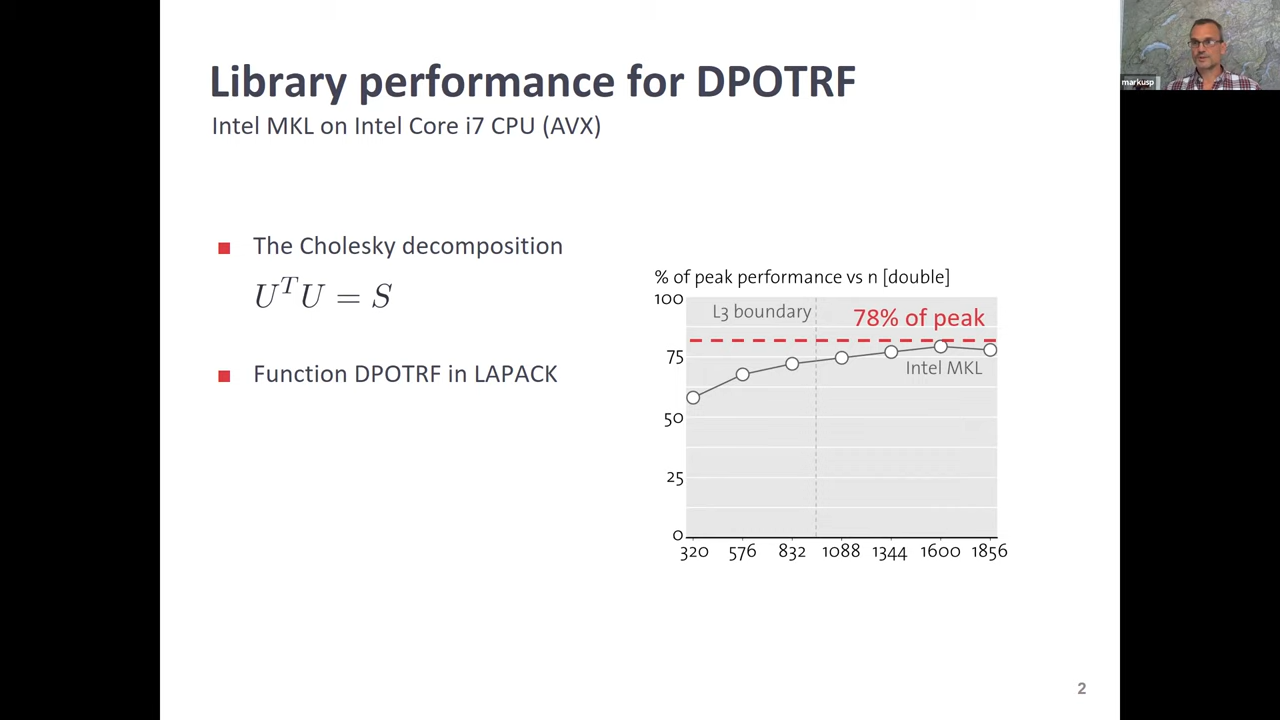 Library performance for DPOTRF
Intel MKL on Intel Core i7 CPU (AVX)
markusp
The Cholesky decomposition
U^T U = S
Function DPOTRF in LAPACK
% of peak performance vs n [double]
100
75
50
25
0
L3 boundary
78% of peak
Intel MKL
320 576 832 1088 1344 1600 1856
2